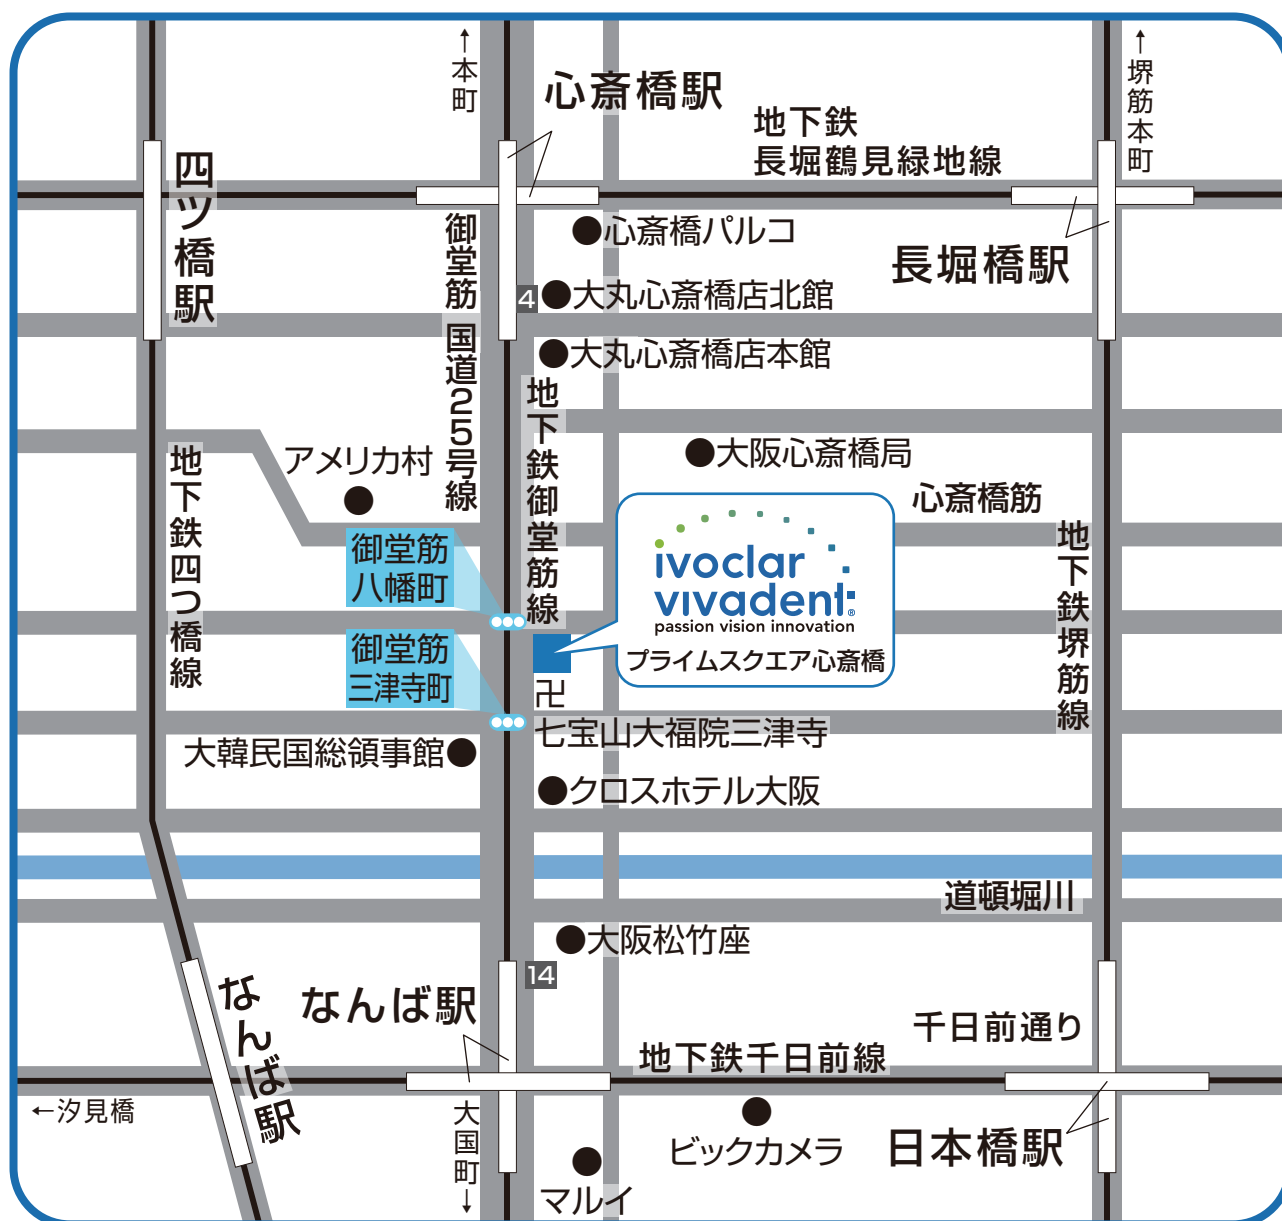 ←本町
心斎橋駅
地下鉄
長堀鶴見緑地線
←堺筋本町
四ツ橋駅
御堂筋
国道25号線
心斎橋パルコ
長堀橋駅
4
大丸心斎橋店北館
大丸心斎橋店本館
地下鉄御堂筋線
地下鉄四つ橋線
アメリカ村
大阪心斎橋局
心斎橋筋
御堂筋
八幡町
ivoclar
vivadent:®
passion vision innovation
プライムスクエア心斎橋
地下鉄堺筋線
御堂筋
三津寺町
卍
七宝山大福院三津寺
大韓民国総領事館
クロスホテル大阪
道頓堀川
大阪松竹座
14
なんば駅
なんば駅
千日前通り
地下鉄千日前線
←汐見橋
大国町→
ビックカメラ
日本橋駅
マルイ